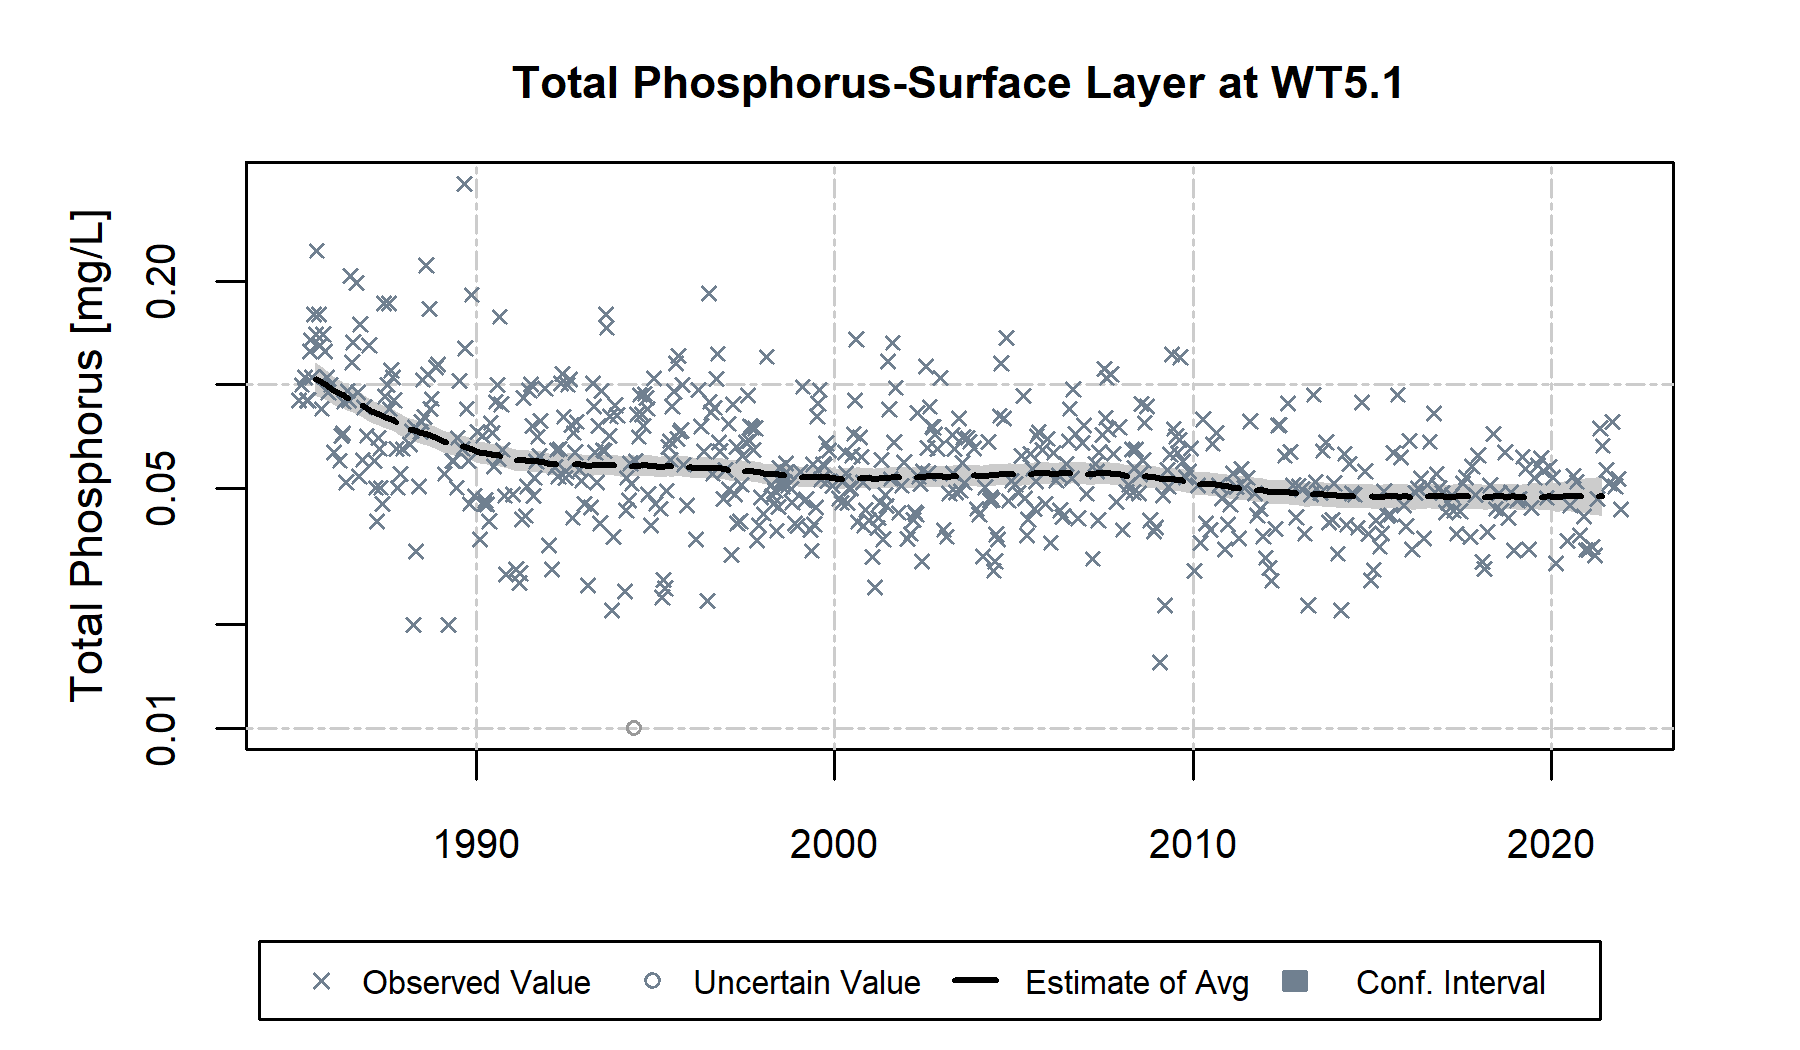 Total Phosphorus-Surface Layer at WT5.1
Total Phosphorus [mg/L]
0.20
0.05
0.01
1990 2000 2010 2020
Observed Value Uncertain Value Estimate of Avg Conf. Interval